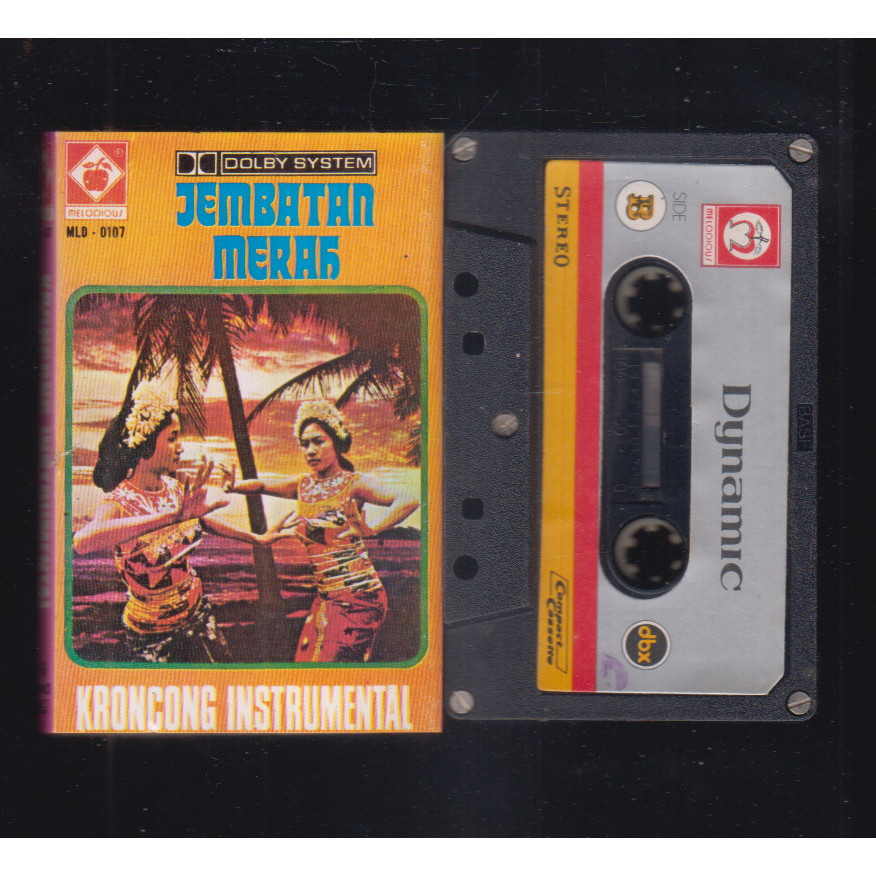 DOLBY SYSTEM
MELODIOUS
MLD - 0107
JEMBATAN
MERAH
KRONCONG INSTRUMENTAL
STEREO
B
SIDE
MELODIOUS
Dynamic
BASF
Compact
Cassette
dbx